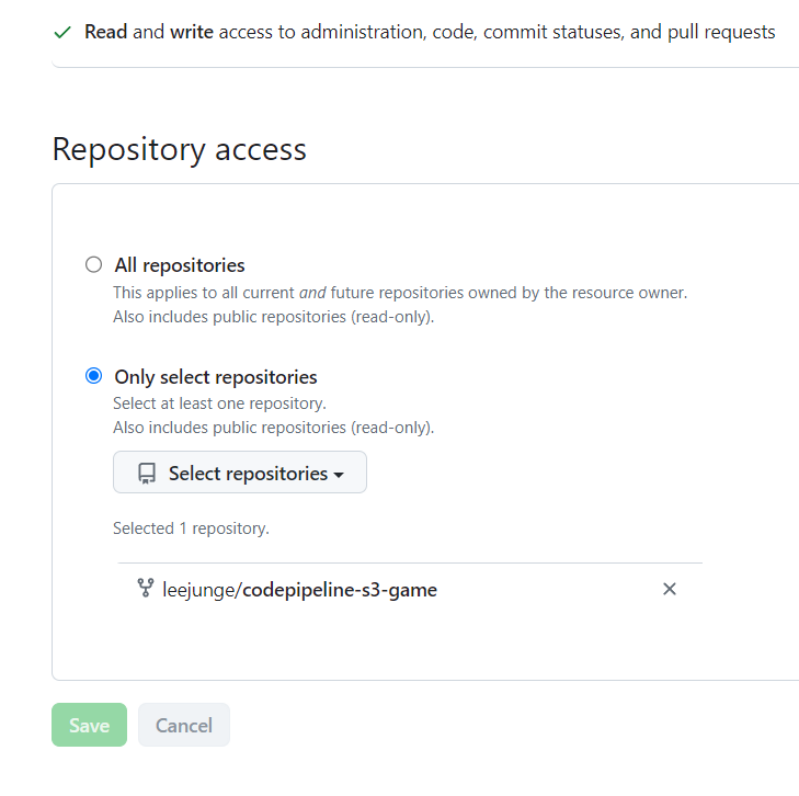 Read and write access to administration, code, commit statuses, and pull requests
Repository access
All repositories
This applies to all current and future repositories owned by the resource owner.
Also includes public repositories (read-only).
Only select repositories
Select at least one repository.
Also includes public repositories (read-only).
Select repositories
Selected 1 repository.
leejunge/codepipeline-s3-game
Save Cancel